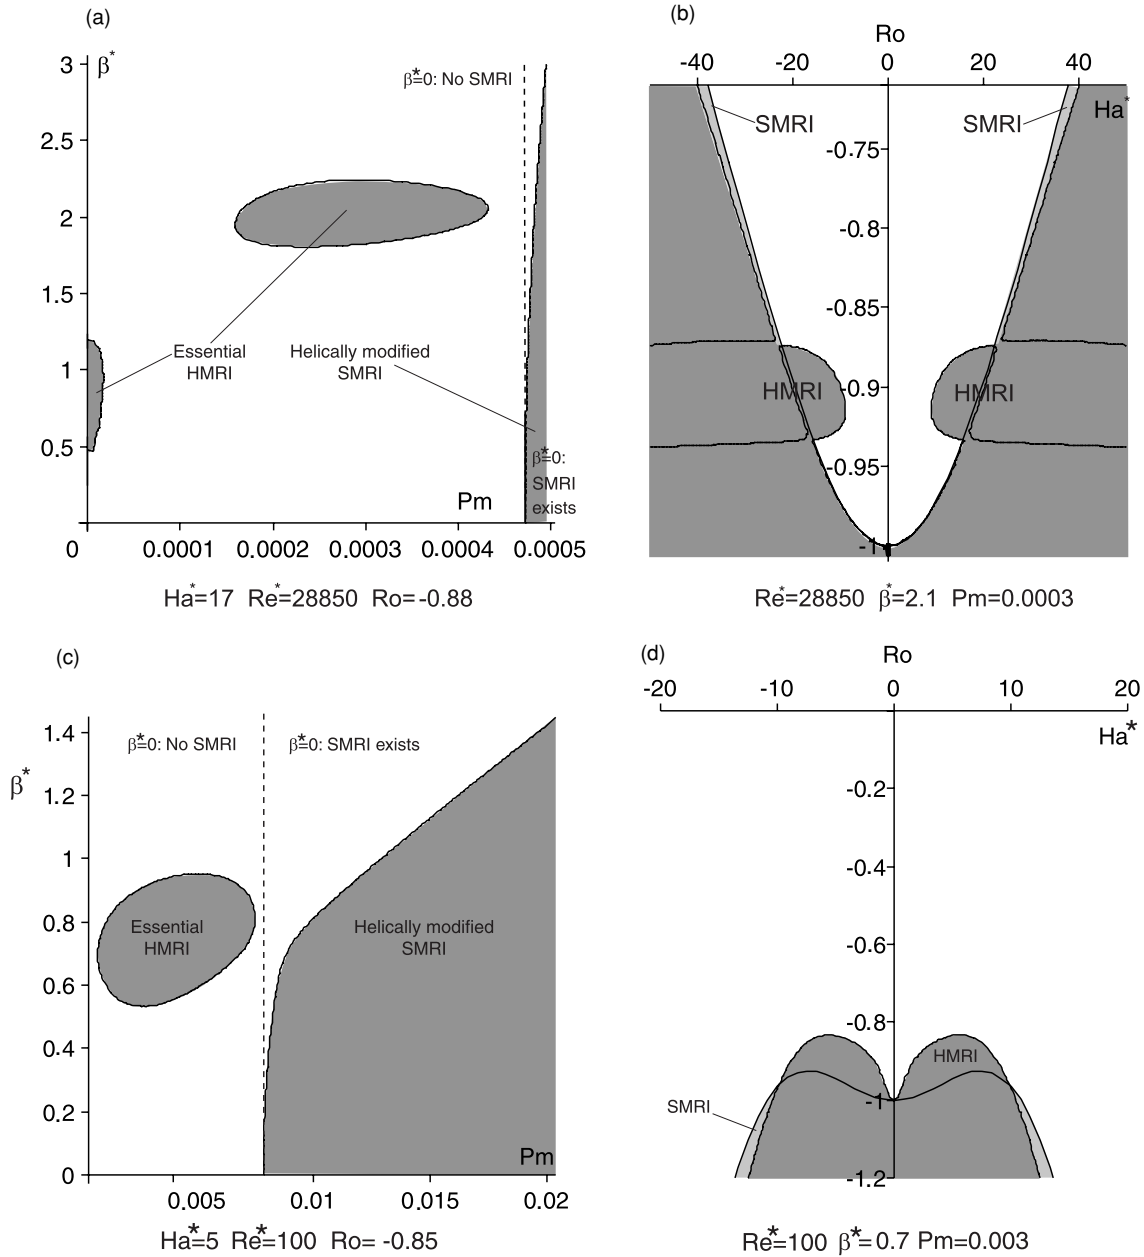 (a)
3
β*
β*=0: No SMRI
2.5
2
1.5
1
0.5
Essential
HMRI
Helically modified
SMRI
β*=0:
SMRI
exists
Pm
0 0.0001 0.0002 0.0003 0.0004 0.0005
Ha*=17 Re*=28850 Ro=-0.88
(b)
Ro
-40 -20 0 20 40
Ha*
SMRI
SMRI
-0.75
-0.8
-0.85
HMRI
-0.9
HMRI
-0.95
-1
Re*=28850 β*=2.1 Pm=0.0003
(c)
β*
1.4
1.2
1
0.8
0.6
0.4
0.2
0
β*=0: No SMRI
β*=0: SMRI exists
Essential
HMRI
Helically modified
SMRI
Pm
0.005 0.01 0.015 0.02
Ha*=5 Re*=100 Ro= -0.85
(d)
Ro
-20 -10 0 10 20
Ha*
-0.2
-0.4
-0.6
-0.8
HMRI
-1
SMRI
-1.2
Re*=100 β*=0.7 Pm=0.003